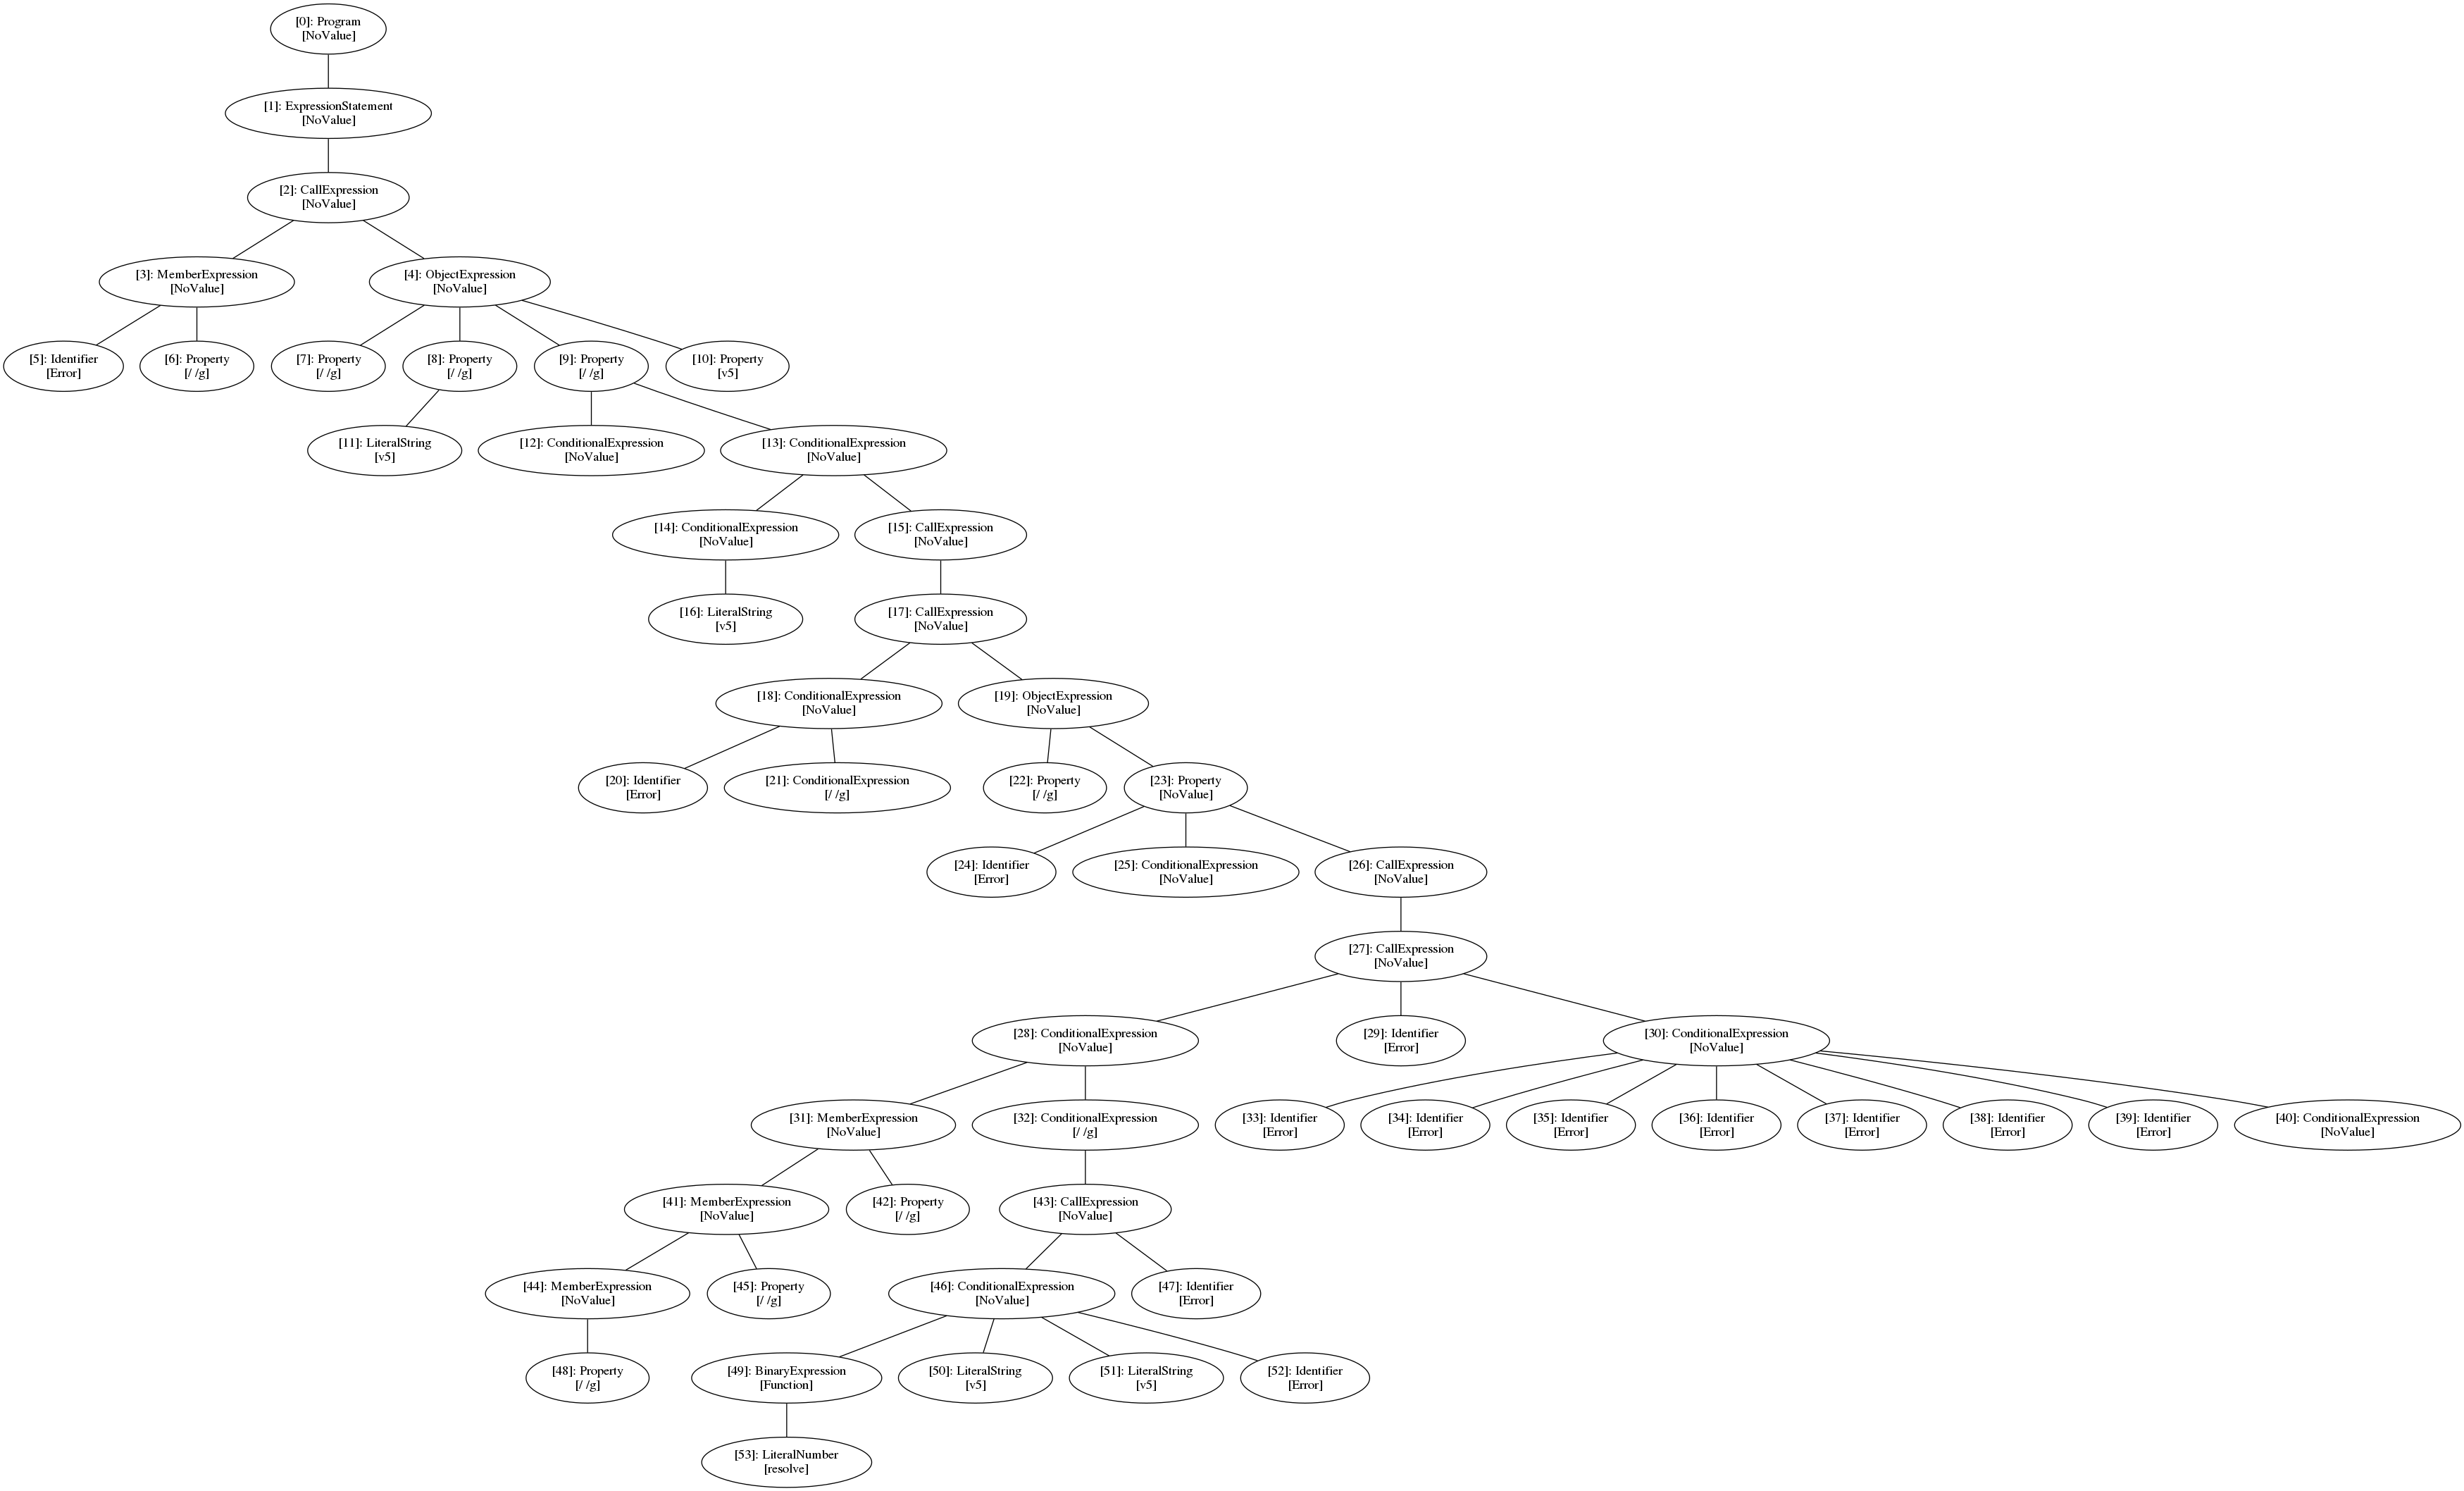 [0]: Program
[NoValue]
[1]: ExpressionStatement
[NoValue]
[2]: CallExpression
[NoValue]
[3]: MemberExpression
[NoValue]
[4]: ObjectExpression
[NoValue]
[5]: Identifier
[Error]
[6]: Property
[/ /g]
[7]: Property
[/ /g]
[8]: Property
[/ /g]
[9]: Property
[/ /g]
[10]: Property
[v5]
[11]: LiteralString
[v5]
[12]: ConditionalExpression
[NoValue]
[13]: ConditionalExpression
[NoValue]
[14]: ConditionalExpression
[NoValue]
[15]: CallExpression
[NoValue]
[16]: LiteralString
[v5]
[17]: CallExpression
[NoValue]
[18]: ConditionalExpression
[NoValue]
[19]: ObjectExpression
[NoValue]
[20]: Identifier
[Error]
[21]: ConditionalExpression
[/ /g]
[22]: Property
[/ /g]
[23]: Property
[NoValue]
[24]: Identifier
[Error]
[25]: ConditionalExpression
[NoValue]
[26]: CallExpression
[NoValue]
[27]: CallExpression
[NoValue]
[28]: ConditionalExpression
[NoValue]
[29]: Identifier
[Error]
[30]: ConditionalExpression
[NoValue]
[31]: MemberExpression
[NoValue]
[32]: ConditionalExpression
[/ /g]
[33]: Identifier
[Error]
[34]: Identifier
[Error]
[35]: Identifier
[Error]
[36]: Identifier
[Error]
[37]: Identifier
[Error]
[38]: Identifier
[Error]
[39]: Identifier
[Error]
[40]: ConditionalExpression
[NoValue]
[41]: MemberExpression
[NoValue]
[42]: Property
[/ /g]
[43]: CallExpression
[NoValue]
[44]: MemberExpression
[NoValue]
[45]: Property
[/ /g]
[46]: ConditionalExpression
[NoValue]
[47]: Identifier
[Error]
[48]: Property
[/ /g]
[49]: BinaryExpression
[Function]
[50]: LiteralString
[v5]
[51]: LiteralString
[v5]
[52]: Identifier
[Error]
[53]: LiteralNumber
[resolve]